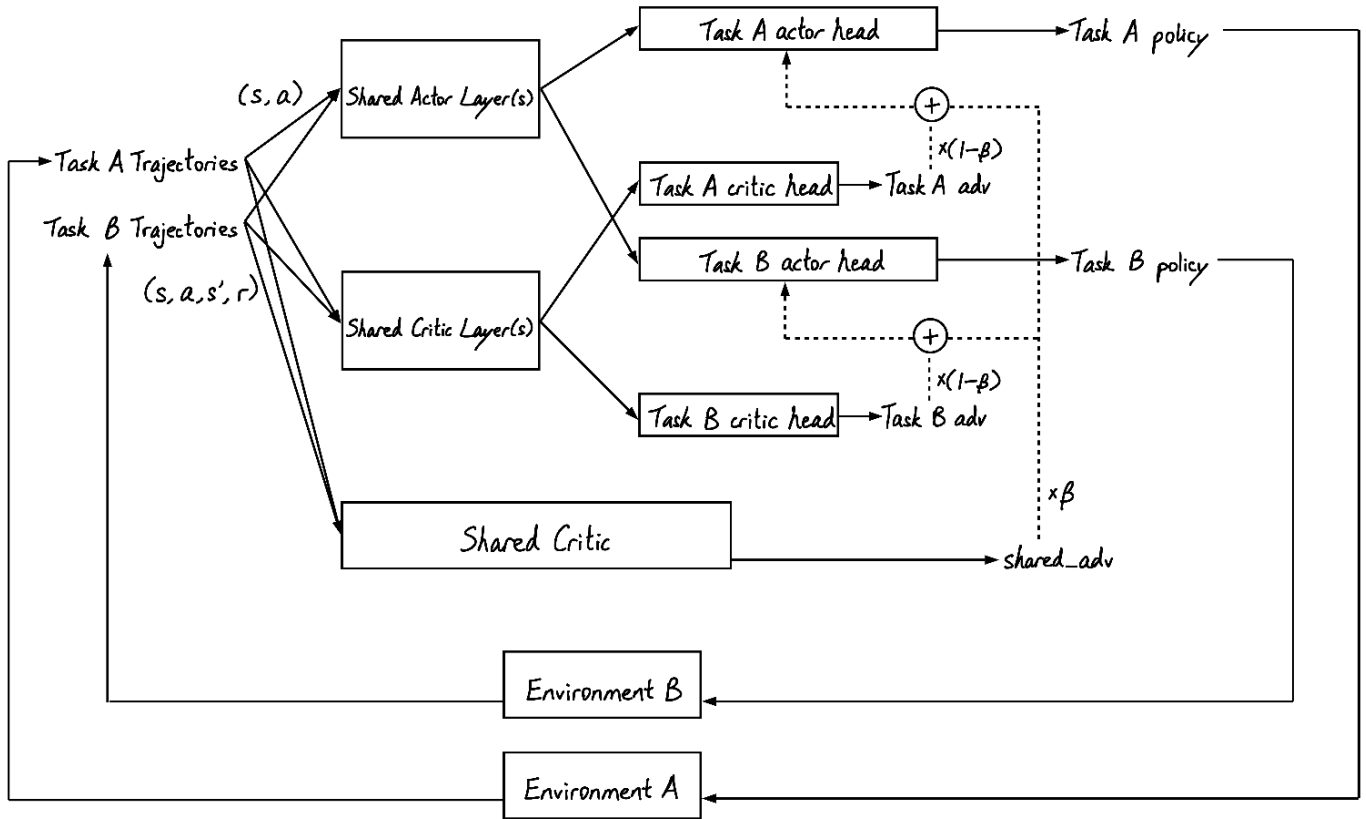 Task A actor head
Task A policy
(s, a)
Shared Actor Layer(s)
+
×(1-β)
Task A Trajectories
Task A critic head
Task A adv
Task B Trajectories
Task B actor head
Task B policy
(s, a, s', r)
Shared Critic Layer(s)
+
×(1-β)
Task B critic head
Task B adv
×β
Shared Critic
shared_adv
Environment B
Environment A